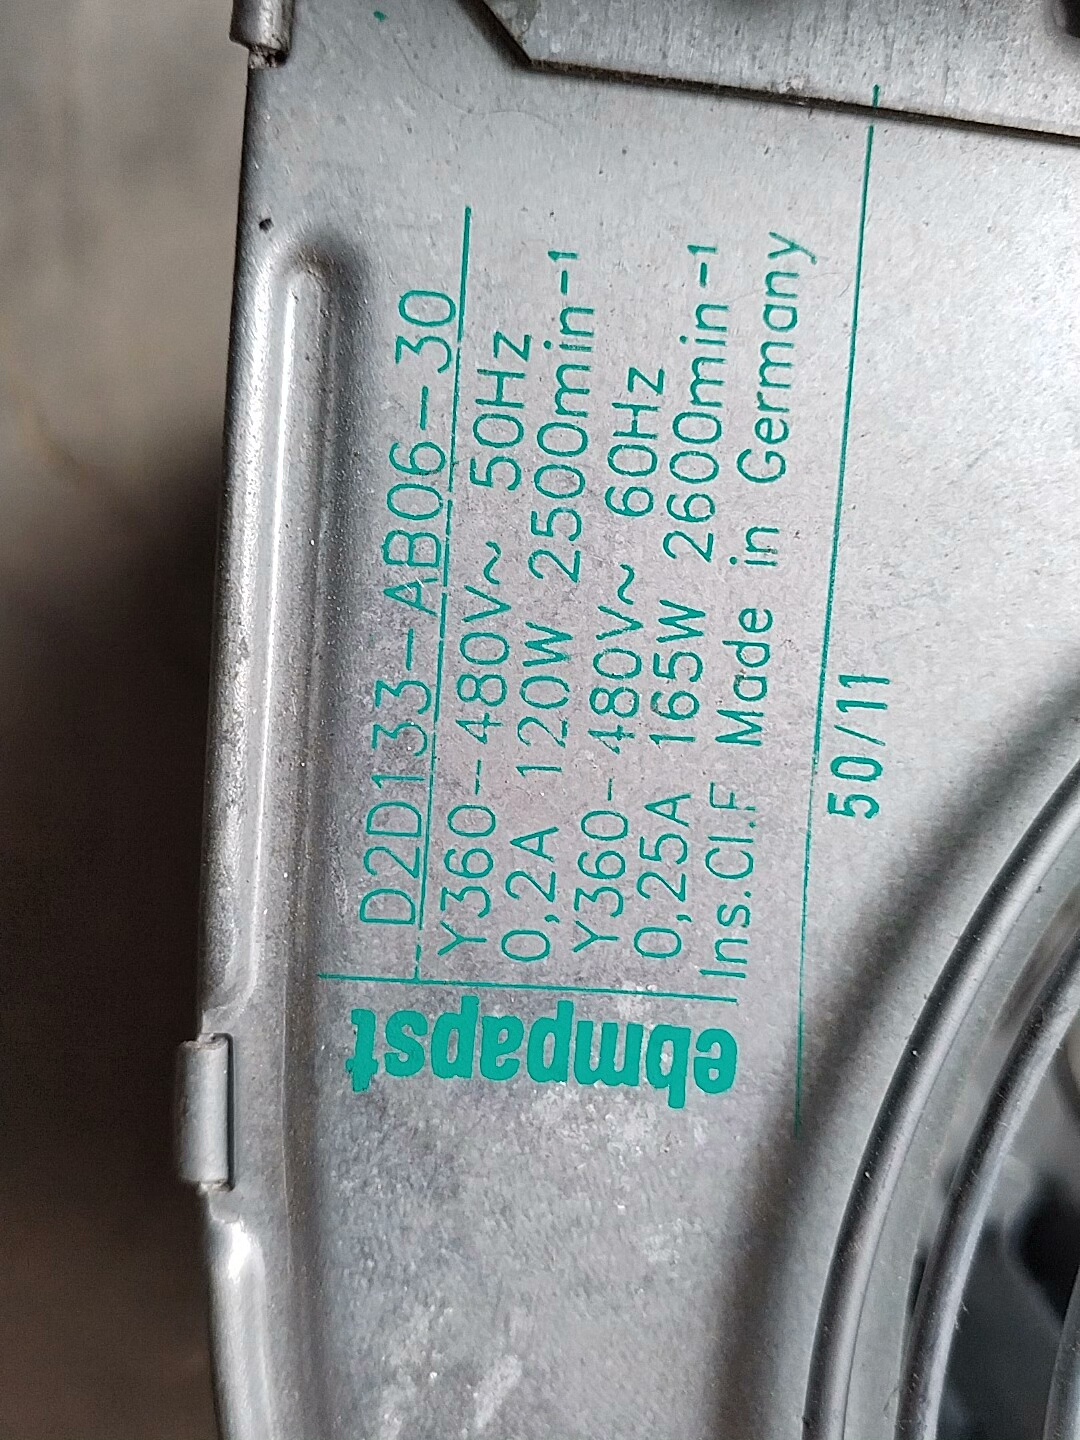 ebmpapst
D2D133-AB06-30
Y360-480V~ 50Hz
0,2A 120W 2500min⁻¹
Y360-480V~ 60Hz
0,25A 165W 2600min⁻¹
Ins.Cl.F Made in Germany
50/11